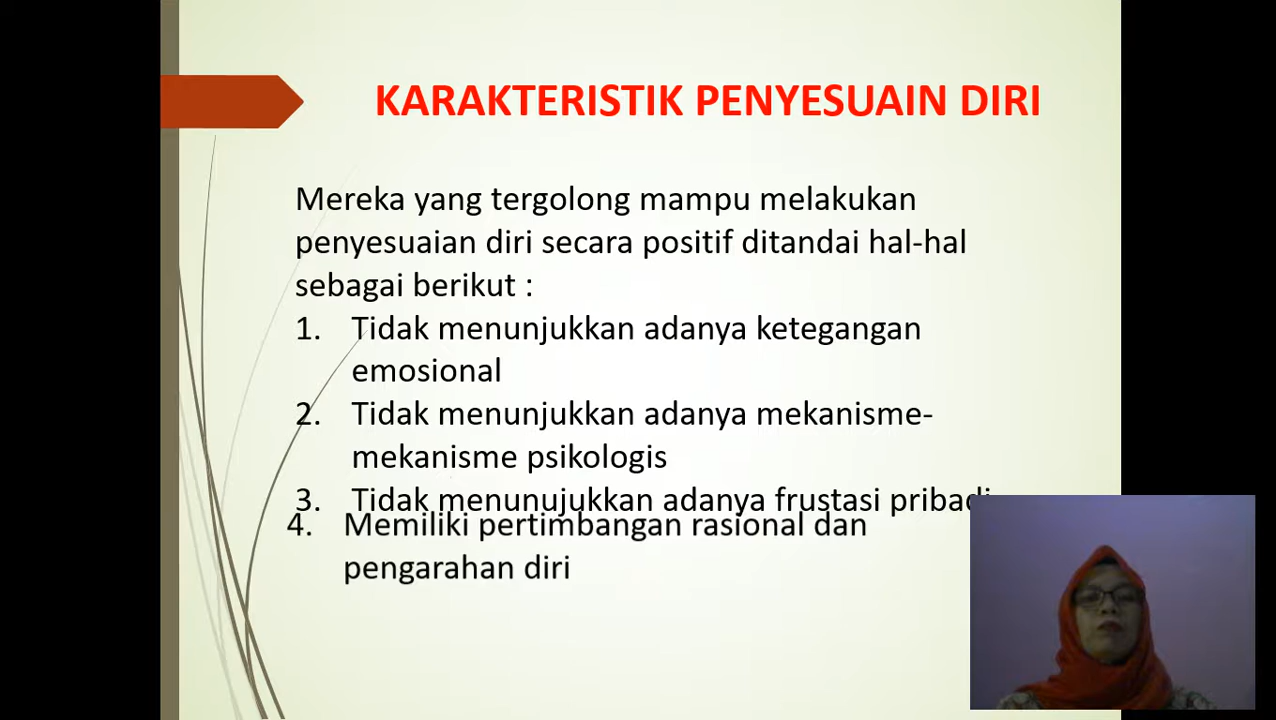 KARAKTERISTIK PENYESUAIN DIRI
Mereka yang tergolong mampu melakukan
penyesuaian diri secara positif ditandai hal-hal
sebagai berikut :
1. Tidak menunjukkan adanya ketegangan
emosional
2. Tidak menunjukkan adanya mekanisme-
mekanisme psikologis
3. Tidak menunujukkan adanya frustasi pribadi
4. Memiliki pertimbangan rasional dan
pengarahan diri